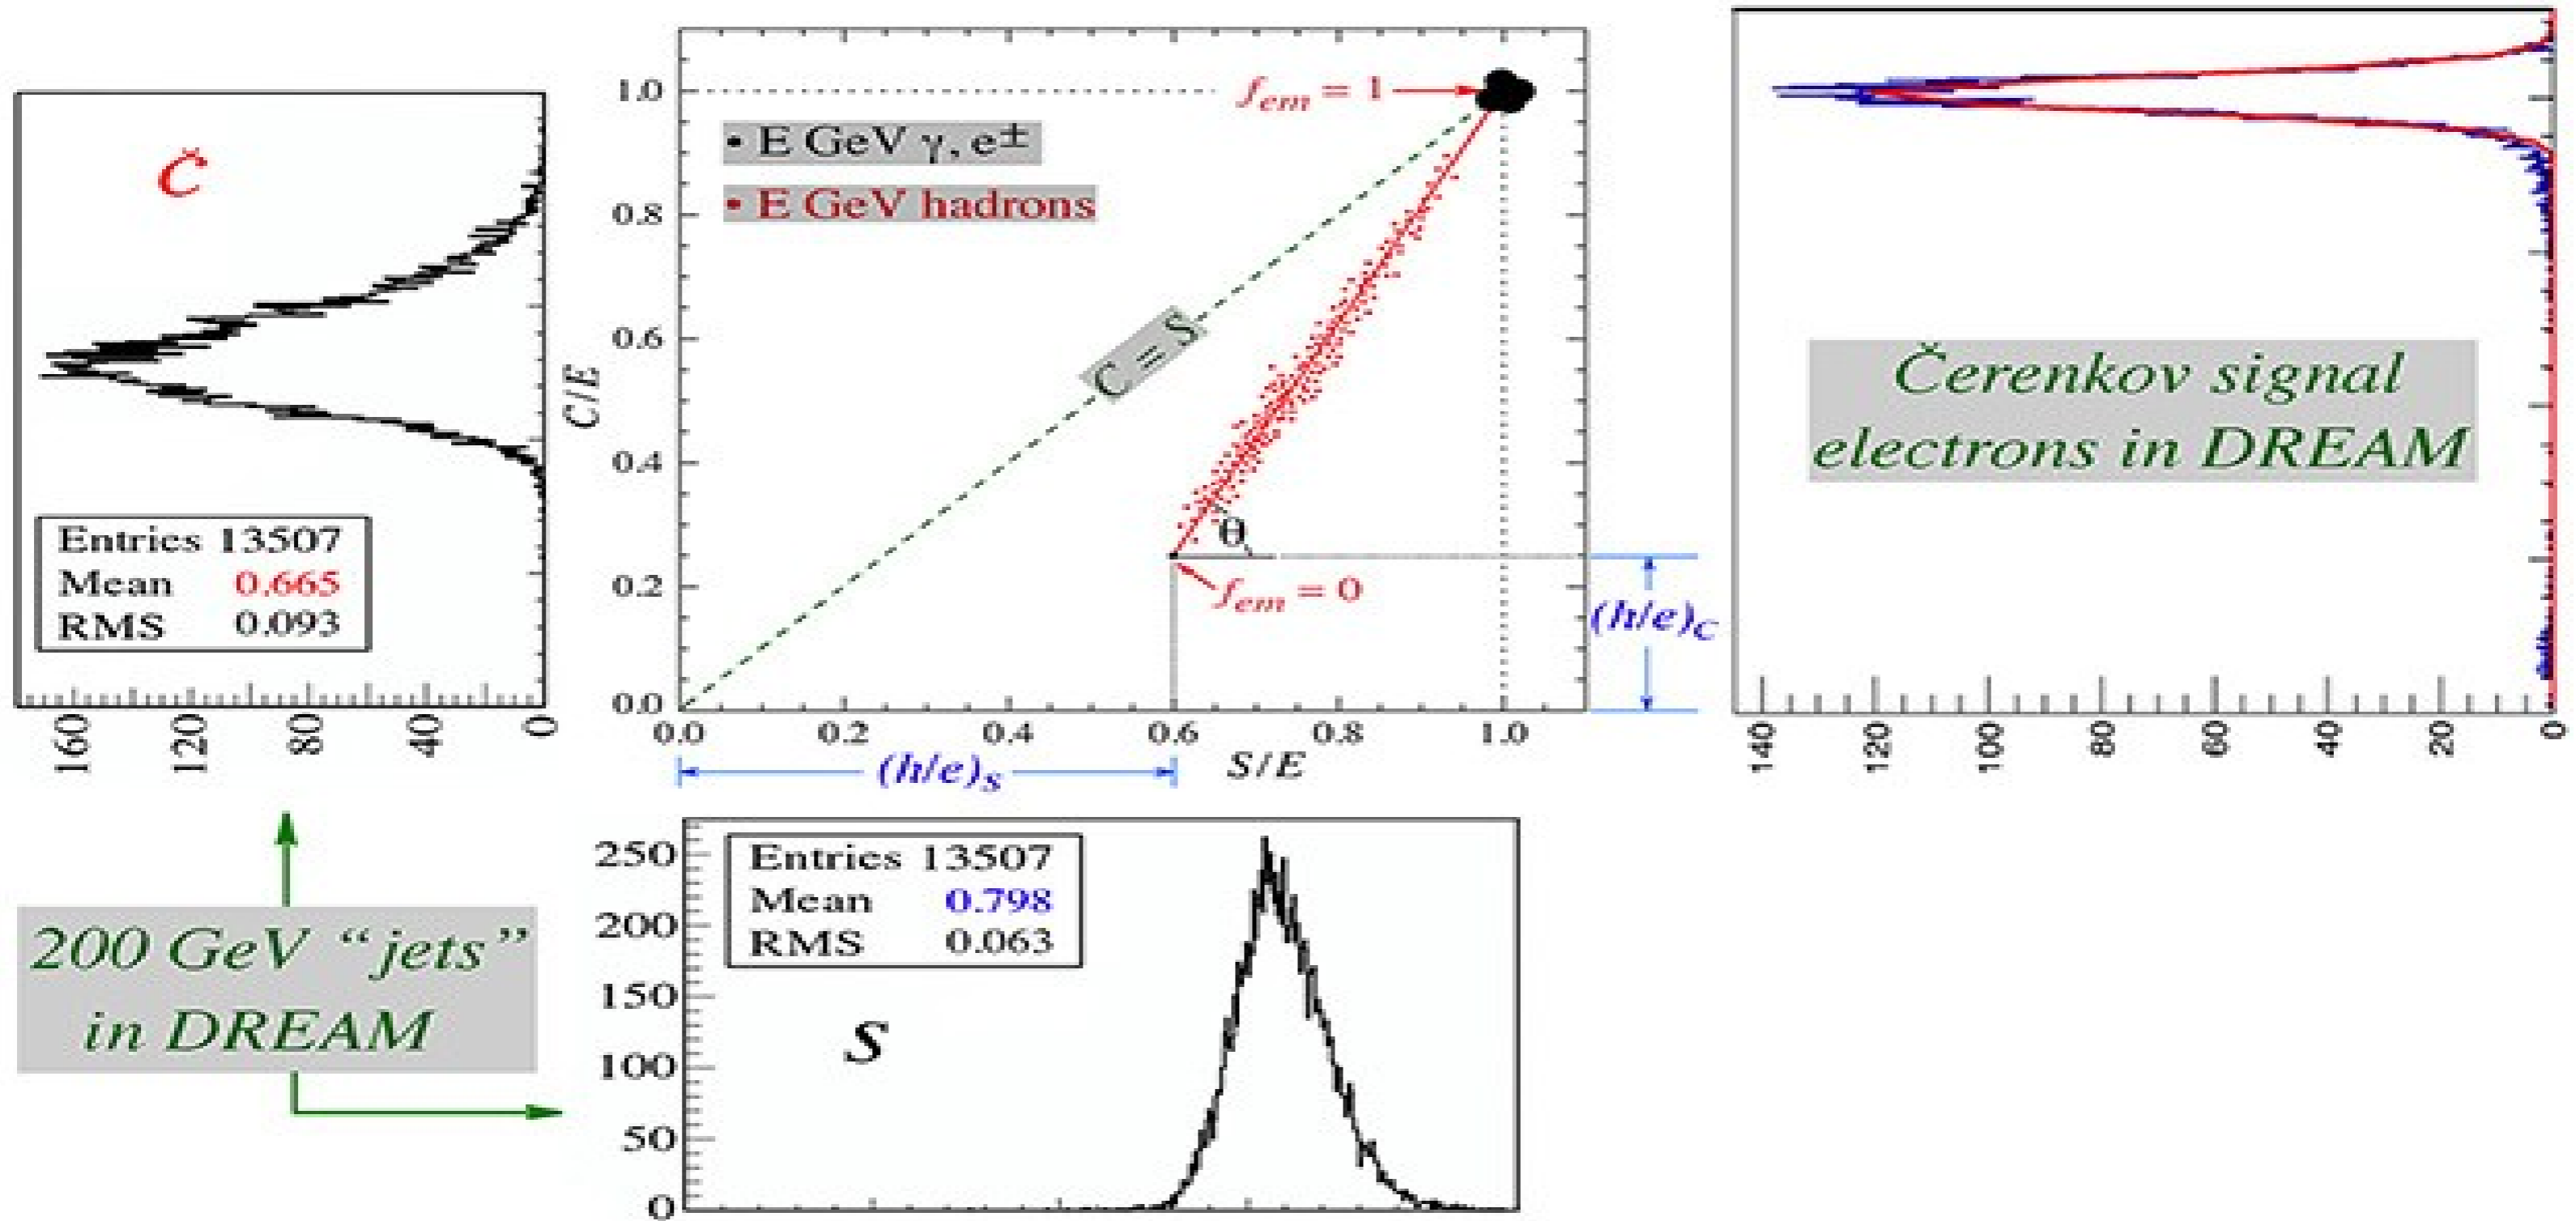 Č
Entries 13507
Mean 0.665
RMS 0.093
160
120
80
40
0
C/E
1.0
0.8
0.6
0.4
0.2
0.0
f_em = 1
• E GeV γ, e±
• E GeV hadrons
C = S
θ
f_em = 0
(h/e)_C
0.0
0.2
0.4
0.6
0.8
1.0
(h/e)_S
S/E
Čerenkov signal
electrons in DREAM
140
120
100
80
60
40
20
0
200 GeV “jets”
in DREAM
250
200
150
100
50
0
Entries 13507
Mean 0.798
RMS 0.063
S